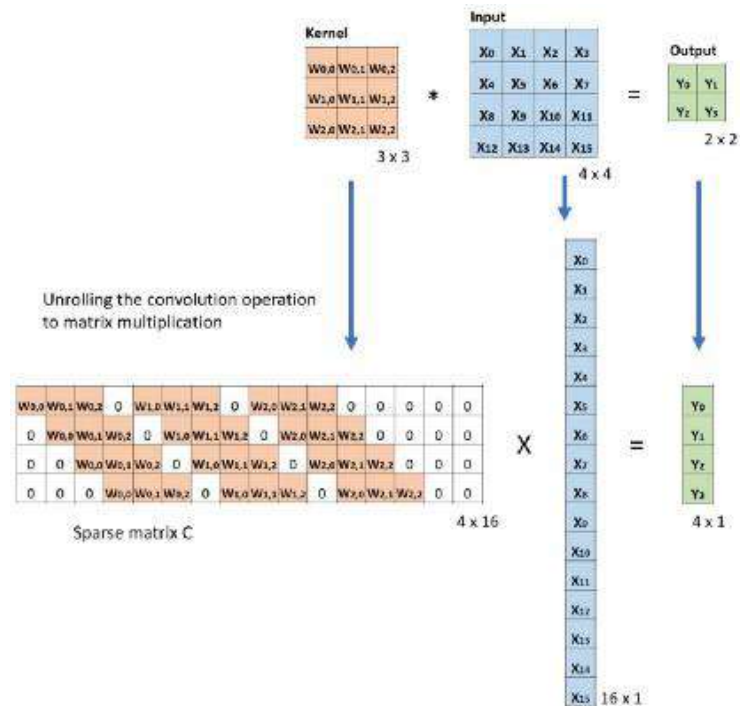 Kernel
Input
Output
W0,0 W0,1 W0,2
W1,0 W1,1 W1,2
W2,0 W2,1 W2,2
3 x 3
*
X0 X1 X2 X3
X4 X5 X6 X7
X8 X9 X10 X11
X12 X13 X14 X15
4 x 4
=
Y0 Y1
Y2 Y3
2 x 2
Unrolling the convolution operation
to matrix multiplication
W0,0 W0,1 W0,2 0 W1,0 W1,1 W1,2 0 W2,0 W2,1 W2,2 0 0 0 0 0
0 W0,0 W0,1 W0,2 0 W1,0 W1,1 W1,2 0 W2,0 W2,1 W2,2 0 0 0 0
0 0 W0,0 W0,1 W0,2 0 W1,0 W1,1 W1,2 0 W2,0 W2,1 W2,2 0 0 0
0 0 0 W0,0 W0,1 W0,2 0 W1,0 W1,1 W1,2 0 W2,0 W2,1 W2,2 0 0
4 x 16
Sparse matrix C
X
X0
X1
X2
X3
X4
X5
X6
X7
X8
X9
X10
X11
X12
X13
X14
X15
16 x 1
=
Y0
Y1
Y2
Y3
4 x 1